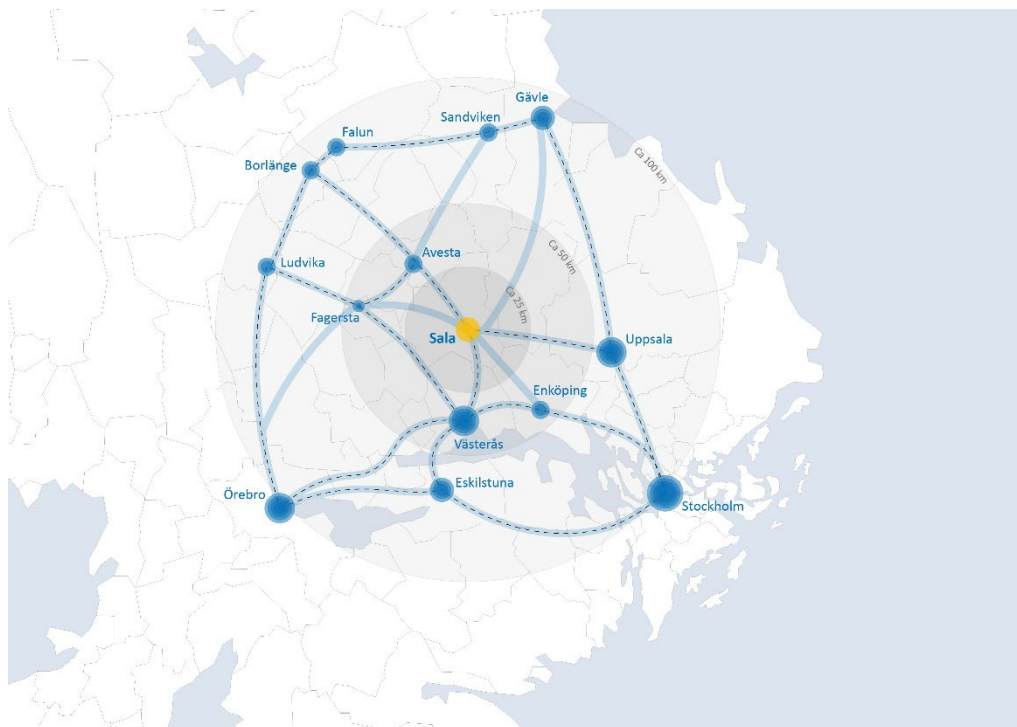 Gävle
Sandviken
Falun
Borlänge
Ca 100 km
Ca 50 km
Avesta
Ludvika
Ca 25 km
Fagersta
Sala
Uppsala
Enköping
Västerås
Eskilstuna
Örebro
Stockholm